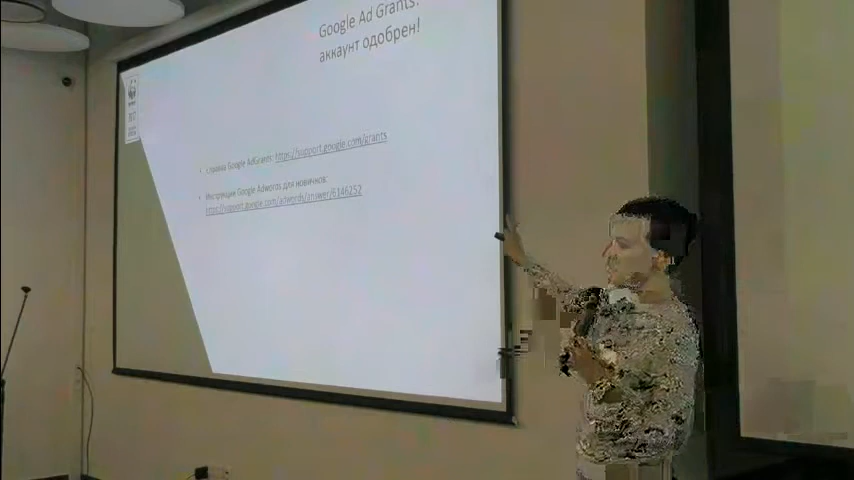 Google Ad Grants:
аккаунт одобрен!
WWF
• Справка Google AdGrants: https://support.google.com/grants
• Инструкция Google Adwords для новичков:
https://support.google.com/adwords/answer/6146252